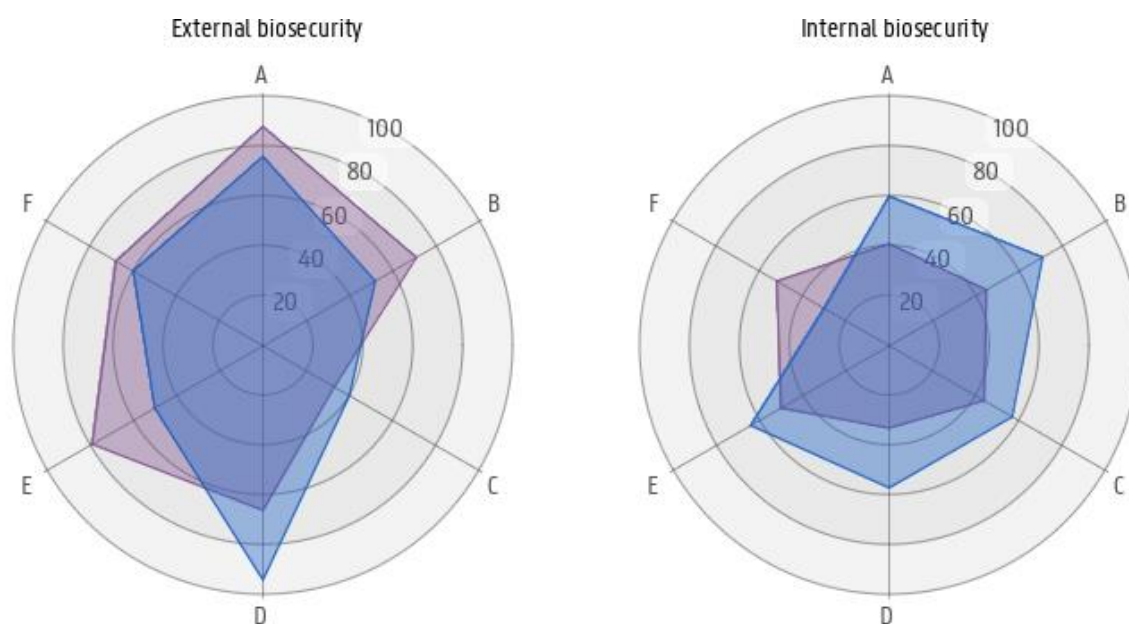 External biosecurity
A
B
C
D
E
F
100
80
60
40
20
Internal biosecurity
A
B
C
D
E
F
100
80
60
40
20